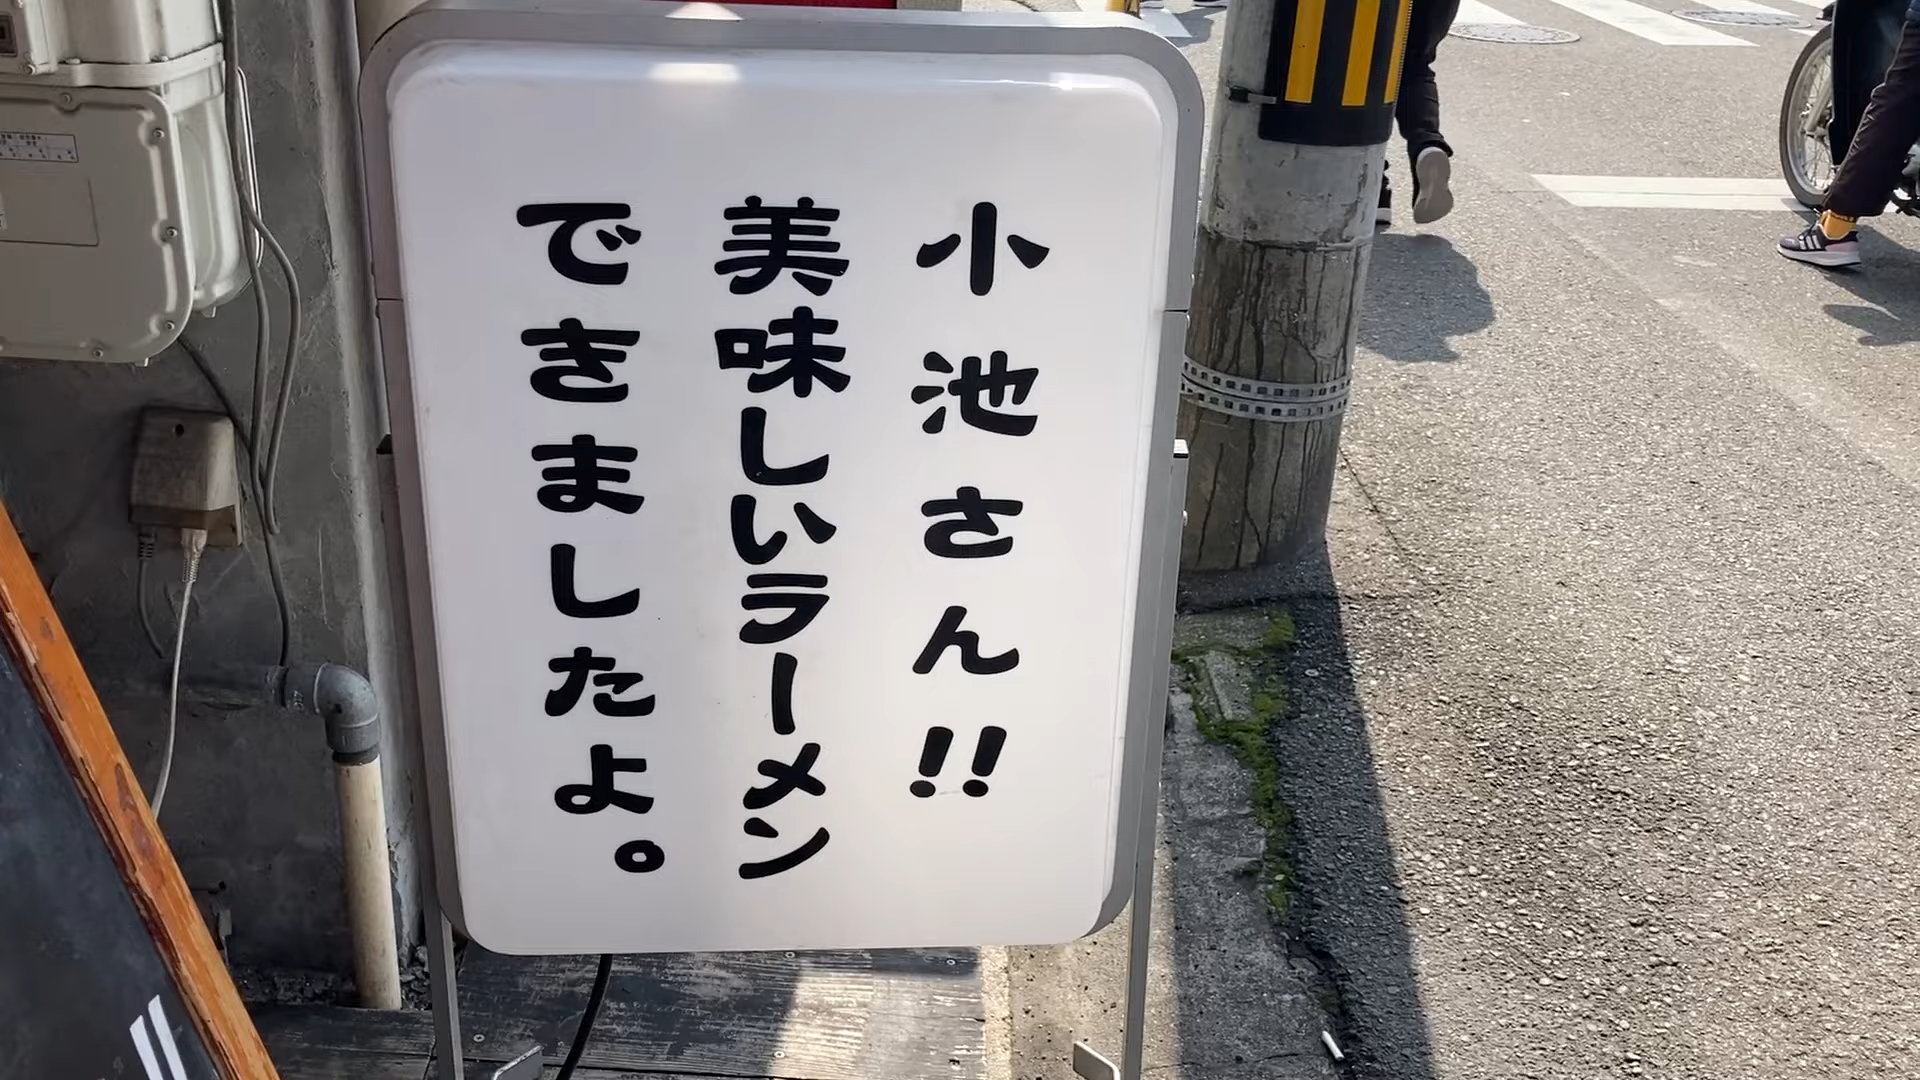 小池さん!!
美味しいラーメン
できましたよ。